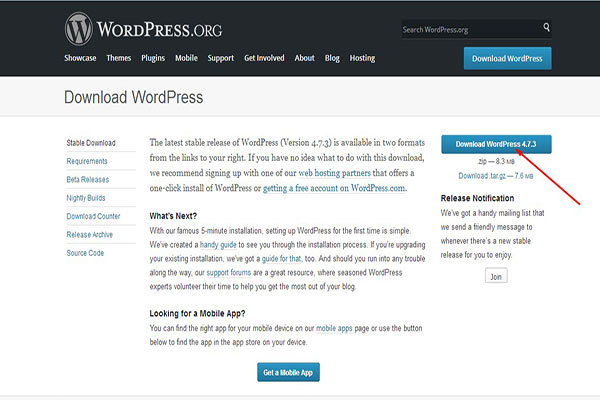 WORDPRESS.ORG
Search WordPress.org
Showcase Themes Plugins Mobile Support Get Involved About Blog Hosting
Download WordPress
Download WordPress
Stable Download
Requirements
Beta Releases
Nightly Builds
Download Counter
Release Archive
Source Code
The latest stable release of WordPress (Version 4.7.3) is available in two formats
from the links to your right. If you have no idea what to do with this download,
we recommend signing up with one of our web hosting partners that offers a
one-click install of WordPress or getting a free account on WordPress.com.
What's Next?
With our famous 5-minute installation, setting up WordPress for the first time is simple.
We've created a handy guide to see you through the installation process. If you're upgrading
your existing installation, we've got a guide for that, too. And should you run into any trouble
along the way, our support forums are a great resource, where seasoned WordPress
experts volunteer their time to help you get the most out of your blog.
Looking for a Mobile App?
You can find the right app for your mobile device on our mobile apps page or use the button
below to find the app in the app store on your device.
Get a Mobile App
Download WordPress 4.7.3
.zip — 8.3 MB
Download .tar.gz — 7.6 MB
Release Notification
We've got a handy mailing list that
we send a friendly message to
whenever there's a new stable
release for you to enjoy.
Join